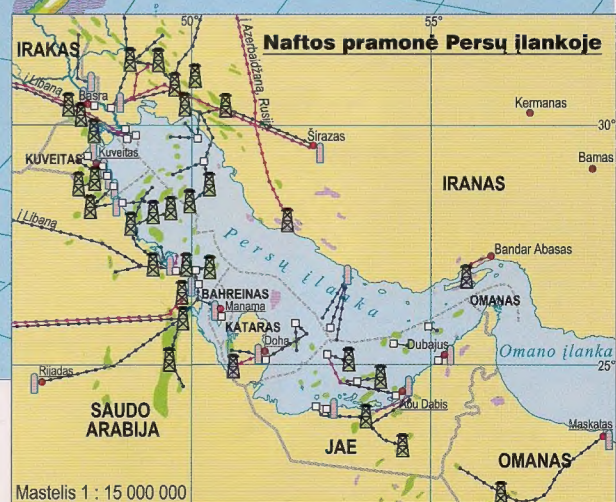 50°
55°
IRAKAS
Naftos pramonė Persų įlankoje
į Azerbaidžaną, Rusiją
į Libaną
Basra
Kermanas
30°
Širazas
KUVEITAS
Kuveitas
Bamas
IRANAS
į Libaną
Persų įlanka
Bandar Abasas
OMANAS
BAHREINAS
Manama
KATARAS
Doha
Dubajus
Omano įlanka
25°
Rijadas
Abu Dabis
SAUDO
ARABIJA
JAE
Maskatas
OMANAS
Mastelis 1 : 15 000 000